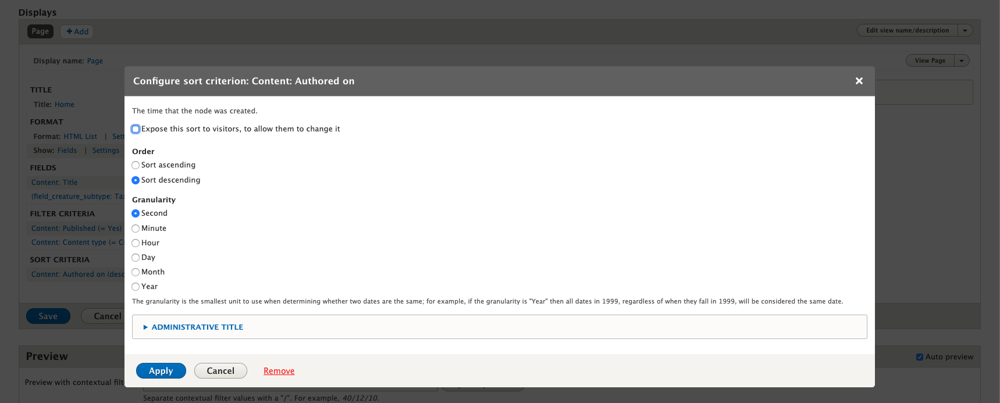 Displays
Page
+ Add
Edit view name/description
Display name: Page
View Page
Configure sort criterion: Content: Authored on
TITLE
Title: Home
FORMAT
Format: HTML List |
Show: Fields | Settings
FIELDS
Content: Title
(field_creature_subtype:
FILTER CRITERIA
Content: Published (= Yes)
Content: Content type (=
SORT CRITERIA
Content: Authored on
Save
Cancel
The time that the node was created.
Expose this sort to visitors, to allow them to change it
Order
Sort ascending
Sort descending
Granularity
Second
Minute
Hour
Day
Month
Year
The granularity is the smallest unit to use when determining whether two dates are the same; for example, if the granularity is "Year" then all dates in 1999, regardless of when they fall in 1999, will be considered the same date.
► ADMINISTRATIVE TITLE
Apply
Cancel
Remove
Preview
Auto preview
Preview with contextual
Separate contextual filter values with a "/". For example, 40/12/10.